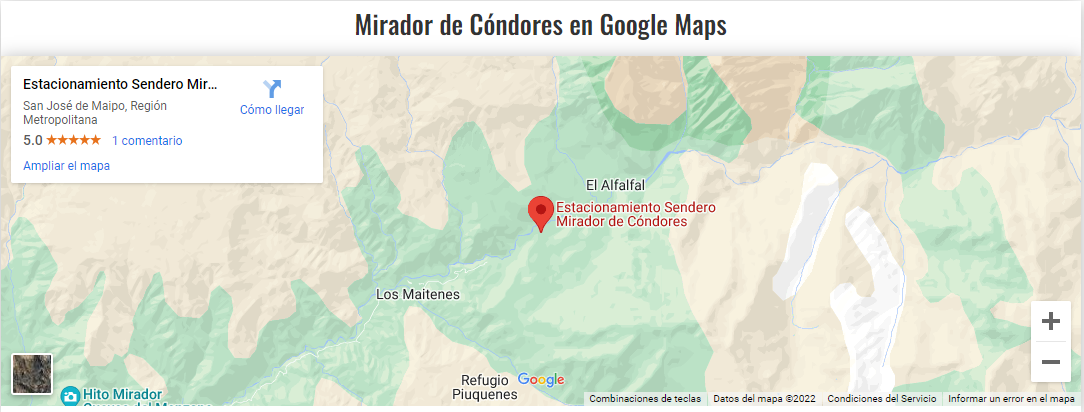 Mirador de Cóndores en Google Maps
Estacionamiento Sendero Mir...
San José de Maipo, Región
Metropolitana
5.0
1 comentario
Ampliar el mapa
Cómo llegar
El Alfalfal
Estacionamiento Sendero
Mirador de Cóndores
Los Maitenes
Refugio
Piuquenes
Google
Hito Mirador
Combinaciones de teclas
Datos del mapa ©2022
Condiciones del Servicio
Informar un error en el mapa